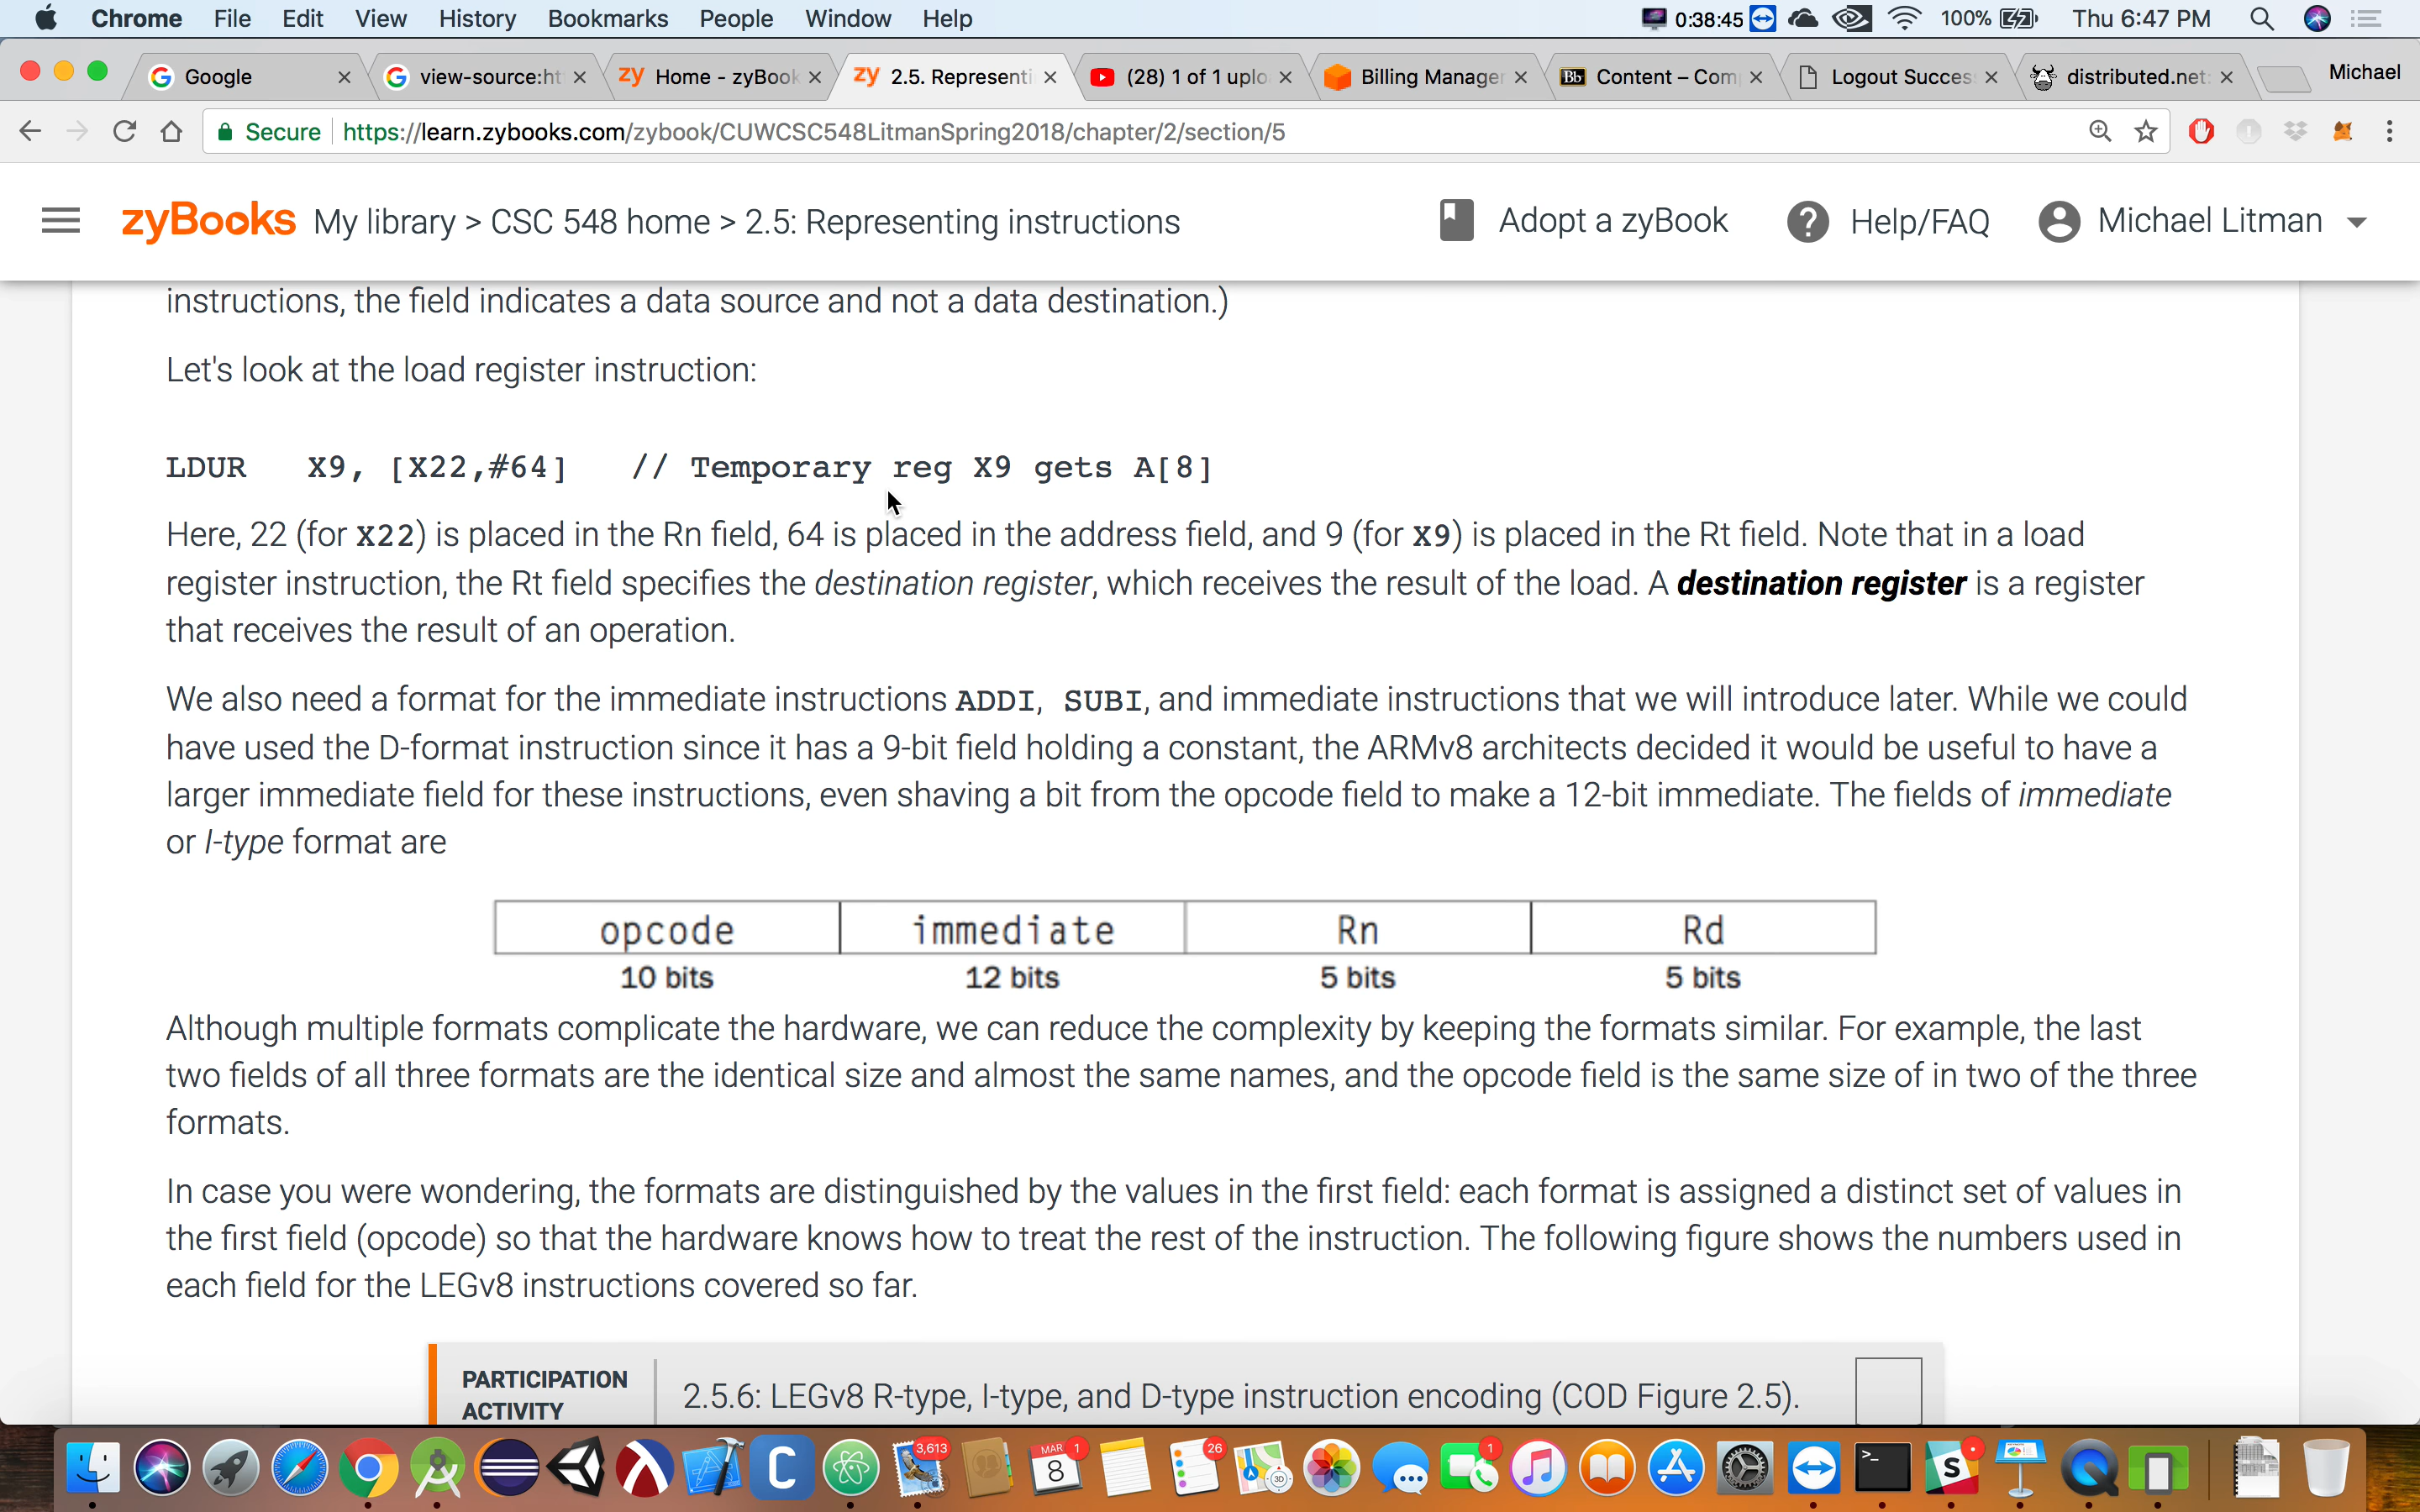 Chrome File Edit View History Bookmarks People Window Help 0:38:45 100% Thu 6:47 PM
Google view-source:ht Home - zyBook 2.5. Representi (28) 1 of 1 uplo Billing Manager Content – Com Logout Succes distributed.net: Michael
Secure https://learn.zybooks.com/zybook/CUWCSC548LitmanSpring2018/chapter/2/section/5
zyBooks My library > CSC 548 home > 2.5: Representing instructions Adopt a zyBook Help/FAQ Michael Litman
instructions, the field indicates a data source and not a data destination.)
Let's look at the load register instruction:
LDUR X9, [X22,#64] // Temporary reg X9 gets A[8]
Here, 22 (for X22) is placed in the Rn field, 64 is placed in the address field, and 9 (for X9) is placed in the Rt field. Note that in a load
register instruction, the Rt field specifies the destination register, which receives the result of the load. A destination register is a register
that receives the result of an operation.
We also need a format for the immediate instructions ADDI, SUBI, and immediate instructions that we will introduce later. While we could
have used the D-format instruction since it has a 9-bit field holding a constant, the ARMv8 architects decided it would be useful to have a
larger immediate field for these instructions, even shaving a bit from the opcode field to make a 12-bit immediate. The fields of immediate
or I-type format are
opcode immediate Rn Rd
10 bits 12 bits 5 bits 5 bits
Although multiple formats complicate the hardware, we can reduce the complexity by keeping the formats similar. For example, the last
two fields of all three formats are the identical size and almost the same names, and the opcode field is the same size of in two of the three
formats.
In case you were wondering, the formats are distinguished by the values in the first field: each format is assigned a distinct set of values in
the first field (opcode) so that the hardware knows how to treat the rest of the instruction. The following figure shows the numbers used in
each field for the LEGv8 instructions covered so far.
PARTICIPATION
ACTIVITY
2.5.6: LEGv8 R-type, I-type, and D-type instruction encoding (COD Figure 2.5).
3,613 MAR 8 1 26 3D 1